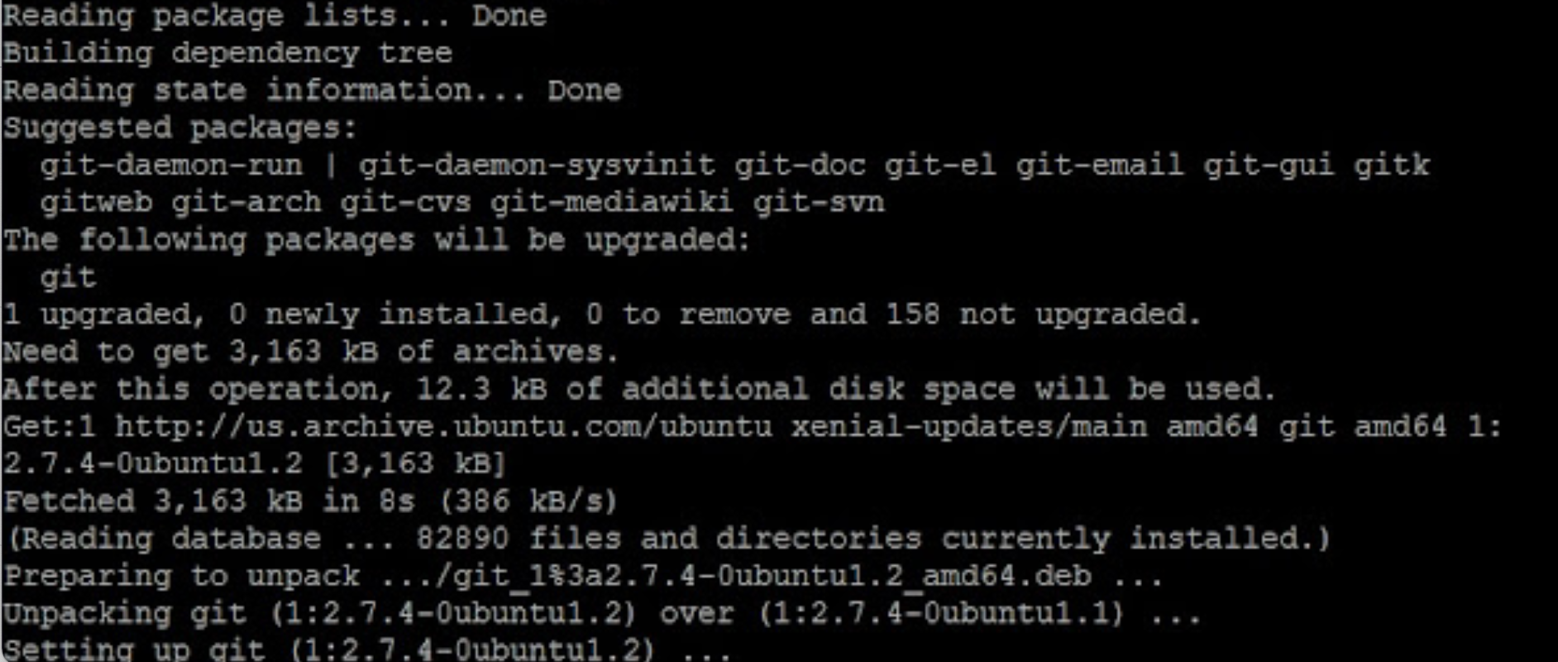 Reading package lists... Done
Building dependency tree
Reading state information... Done
Suggested packages:
  git-daemon-run | git-daemon-sysvinit git-doc git-el git-email git-gui gitk
  gitweb git-arch git-cvs git-mediawiki git-svn
The following packages will be upgraded:
  git
1 upgraded, 0 newly installed, 0 to remove and 158 not upgraded.
Need to get 3,163 kB of archives.
After this operation, 12.3 kB of additional disk space will be used.
Get:1 http://us.archive.ubuntu.com/ubuntu xenial-updates/main amd64 git amd64 1:
2.7.4-0ubuntu1.2 [3,163 kB]
Fetched 3,163 kB in 8s (386 kB/s)
(Reading database ... 82890 files and directories currently installed.)
Preparing to unpack .../git_1%3a2.7.4-0ubuntu1.2_amd64.deb ...
Unpacking git (1:2.7.4-0ubuntu1.2) over (1:2.7.4-0ubuntu1.1) ...
Setting up git (1:2.7.4-0ubuntu1.2) ...